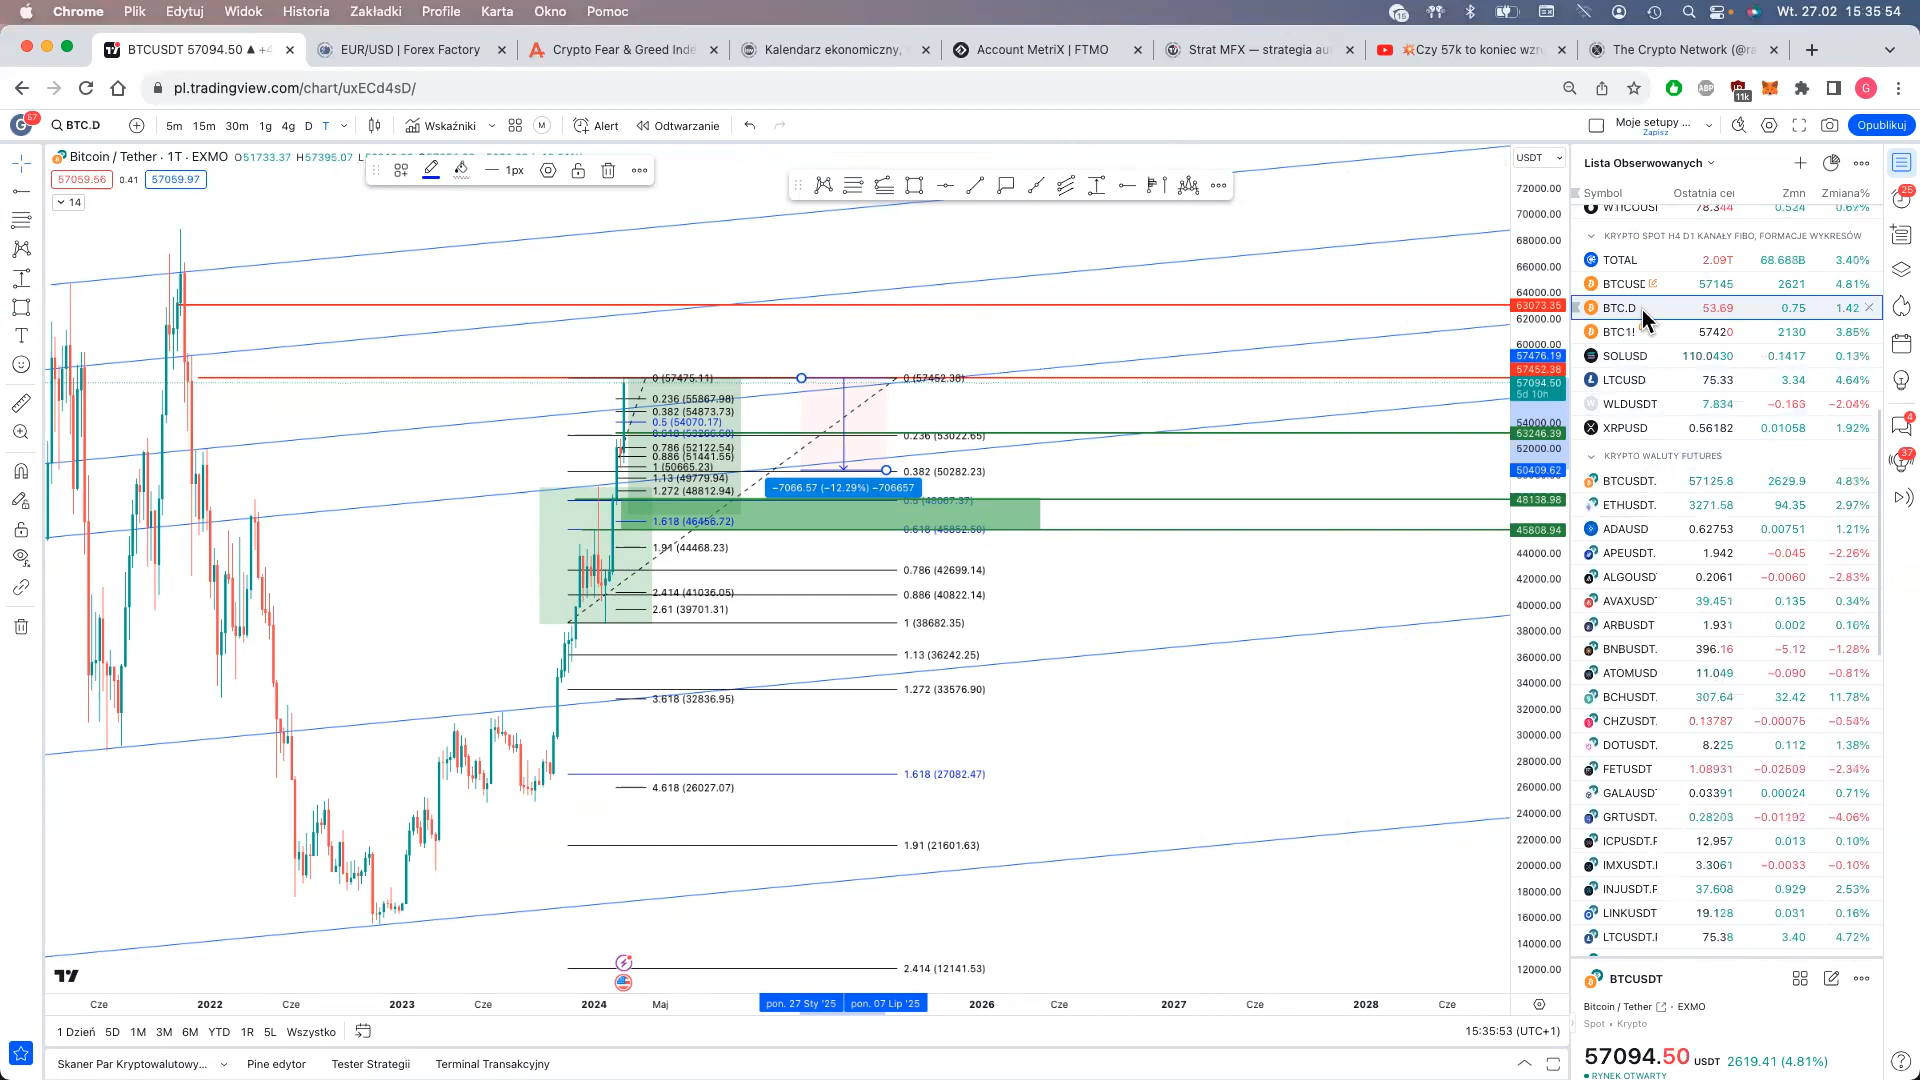 Chrome Plik Edytuj Widok Historia Zakładki Profile Karta Okno Pomoc
15
Wt. 27.02 15:35:54
BTCUSDT 57094.50 ▲ +4
EUR/USD | Forex Factory
Crypto Fear & Greed Inde
Kalendarz ekonomiczny,
Account MetriX | FTMO
Strat MFX — strategia au
💥Czy 57k to koniec wzr
The Crypto Network (@ra
pl.tradingview.com/chart/uxECd4sD/
ABP
11k
G
57
BTC.D
5m 15m 30m 1g 4g D T
Wskaźniki
M
Alert
Odtwarzanie
Moje setupy ...
Zapisz
Opublikuj
Bitcoin / Tether · 1T · EXMO O51733.37 H57395.07
57059.56 0.41 57059.97
14
1px
USDT
72000.00
70000.00
68000.00
66000.00
64000.00
63073.35
62000.00
60000.00
57476.19
57452.38
57094.50
5d 10h
54000.00
53246.39
52000.00
50409.62
48138.98
45808.94
44000.00
42000.00
40000.00
38000.00
36000.00
34000.00
32000.00
30000.00
28000.00
26000.00
24000.00
22000.00
20000.00
18000.00
16000.00
14000.00
12000.00
0 (57475.11)
0.236 (55867.98)
0.382 (54873.73)
0.5 (54070.17)
0.786 (52122.54)
0.886 (51441.55)
1 (50665.23)
1.13 (49779.94)
1.272 (48812.94)
1.618 (46456.72)
1.91 (44468.23)
2.414 (41036.05)
2.61 (39701.31)
3.618 (32836.95)
4.618 (26027.07)
0 (57452.38)
0.236 (53022.65)
0.382 (50282.23)
−7066.57 (−12.29%) −706657
0.5 (48067.37)
0.618 (45852.50)
0.786 (42699.14)
0.886 (40822.14)
1 (38682.35)
1.13 (36242.25)
1.272 (33576.90)
1.618 (27082.47)
1.91 (21601.63)
2.414 (12141.53)
Cze 2022 Cze 2023 Cze 2024 Maj pon. 27 Sty '25 pon. 07 Lip '25 2026 Cze 2027 Cze 2028 Cze
1 Dzień 5D 1M 3M 6M YTD 1R 5L Wszystko
15:35:53 (UTC+1)
Skaner Par Kryptowalutowy... Pine edytor Tester Strategii Terminal Transakcyjny
Lista Obserwowanych
Symbol Ostatnia cer Zmn Zmiana%
78.344 0.524 0.67%
KRYPTO SPOT H4 D1 KANAŁY FIBO, FORMACJE WYKRESÓW
TOTAL 2.09T 68.688B 3.40%
BTCUSD 57145 2621 4.81%
BTC.D 53.69 0.75 1.42
BTC1! 57420 2130 3.85%
SOLUSD 110.0430 −0.1417 0.13%
LTCUSD 75.33 3.34 4.64%
WLDUSDT 7.834 −0.163 −2.04%
XRPUSD 0.56182 0.01058 1.92%
KRYPTO WALUTY FUTURES
BTCUSDT. 57125.8 2629.9 4.83%
ETHUSDT. 3271.58 94.35 2.97%
ADAUSD 0.62753 0.00751 1.21%
APEUSDT. 1.942 −0.045 −2.26%
ALGOUSD 0.2061 −0.0060 −2.83%
AVAXUSD 39.451 0.135 0.34%
ARBUSDT 1.931 0.002 0.10%
BNBUSDT. 396.16 −5.12 −1.28%
ATOMUSD 11.049 −0.090 −0.81%
BCHUSDT. 307.64 32.42 11.78%
CHZUSDT. 0.13787 −0.00075 −0.54%
DOTUSDT. 8.225 0.112 1.38%
FETUSDT 1.08931 −0.02609 −2.34%
GALAUSD 0.03391 0.00024 0.71%
GRTUSDT. 0.28203 −0.01192 −4.06%
ICPUSDT.F 12.957 0.013 0.10%
IMXUSDT.I 3.3061 −0.0033 −0.10%
INJUSDT.F 37.608 0.929 2.53%
LINKUSDT 19.128 0.031 0.16%
LTCUSDT.I 75.38 3.40 4.72%
BTCUSDT
Bitcoin / Tether · EXMO
Spot • Krypto
57094.50 USDT 2619.41 (4.81%)
RYNEK OTWARTY
25
4
37